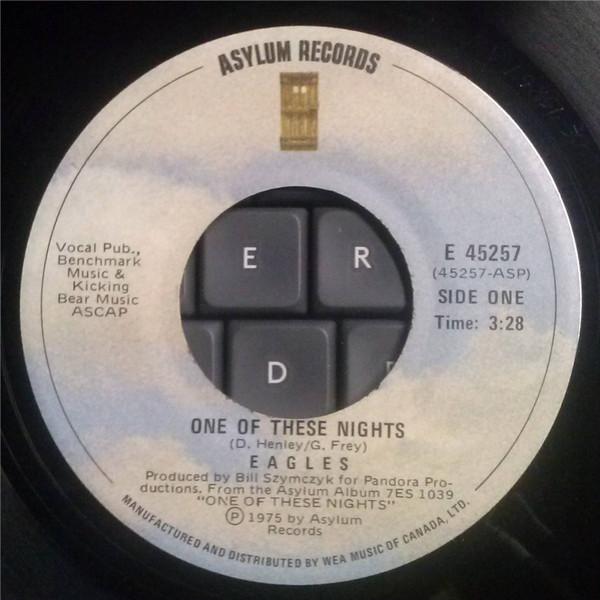 ASYLUM RECORDS
Vocal Pub.,
Benchmark
Music &
Kicking
Bear Music
ASCAP
E 45257
(45257-ASP)
SIDE ONE
Time: 3:28
E R
D
ONE OF THESE NIGHTS
(D. Henley/G. Frey)
EAGLES
Produced by Bill Szymczyk for Pandora Pro-
ductions. From the Asylum Album 7ES 1039
"ONE OF THESE NIGHTS"
Ⓟ 1975 by Asylum
Records
MANUFACTURED AND DISTRIBUTED BY WEA MUSIC OF CANADA, LTD.